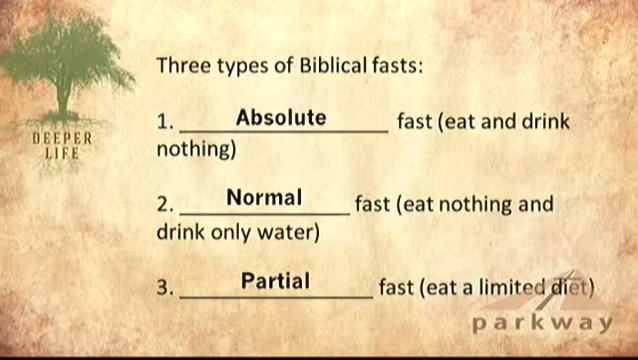 DEEPER
LIFE
Three types of Biblical fasts:
1. Absolute fast (eat and drink
nothing)
2. Normal fast (eat nothing and
drink only water)
3. Partial fast (eat a limited diet)
parkway